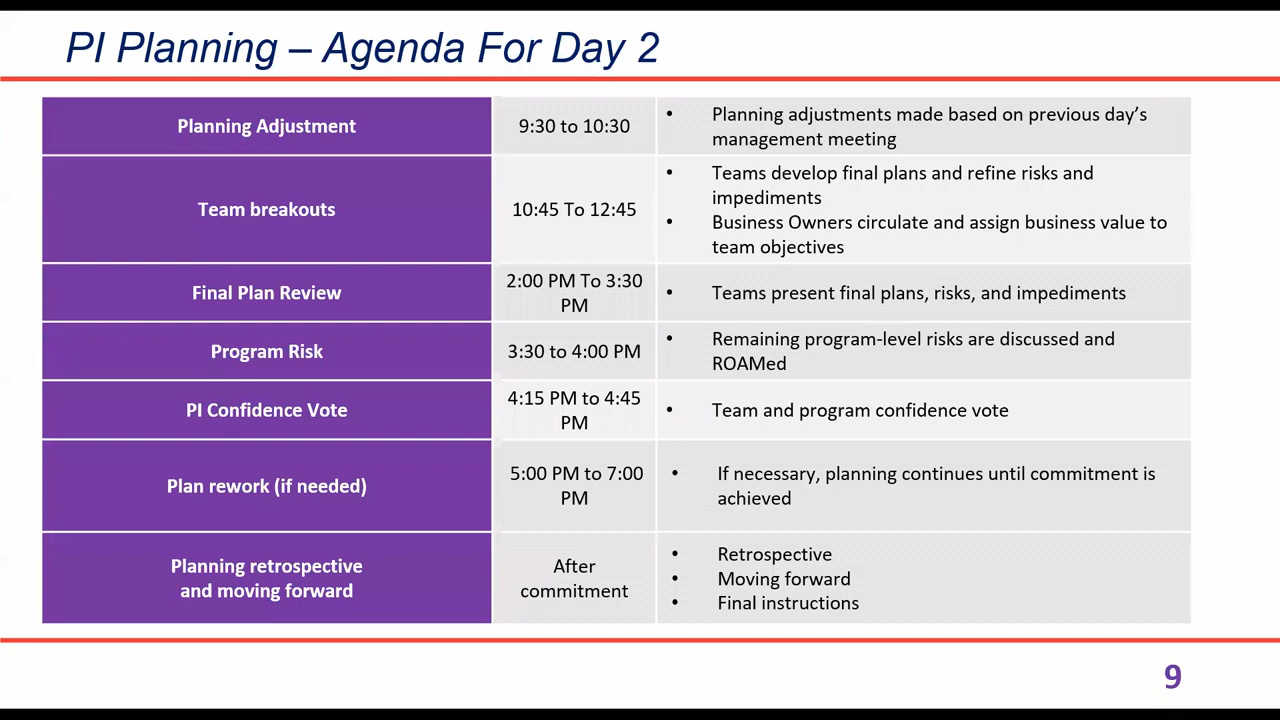 PI Planning – Agenda For Day 2
Planning Adjustment
9:30 to 10:30
• Planning adjustments made based on previous day's
management meeting
Team breakouts
10:45 To 12:45
• Teams develop final plans and refine risks and
impediments
• Business Owners circulate and assign business value to
team objectives
Final Plan Review
2:00 PM To 3:30
PM
• Teams present final plans, risks, and impediments
Program Risk
3:30 to 4:00 PM
• Remaining program-level risks are discussed and
ROAMed
PI Confidence Vote
4:15 PM to 4:45
PM
• Team and program confidence vote
Plan rework (if needed)
5:00 PM to 7:00
PM
• If necessary, planning continues until commitment is
achieved
Planning retrospective
and moving forward
After
commitment
• Retrospective
• Moving forward
• Final instructions
9